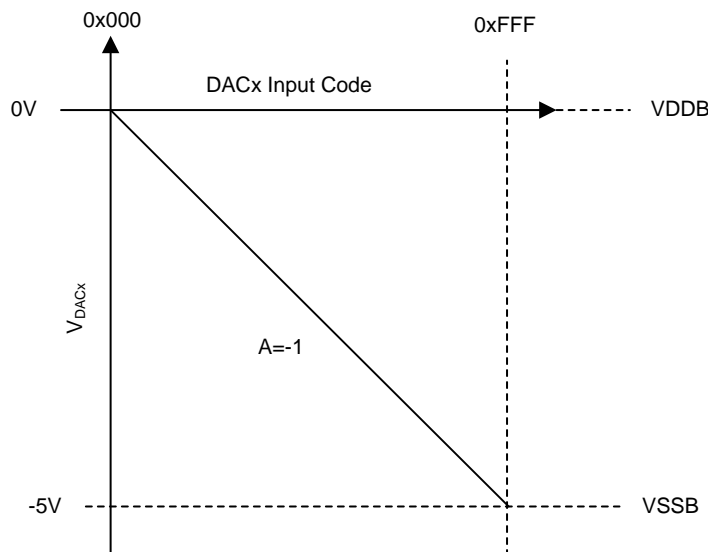 0x000
0xFFF
DACx Input Code
0V
VDDB
VDACx
A=-1
-5V
VSSB